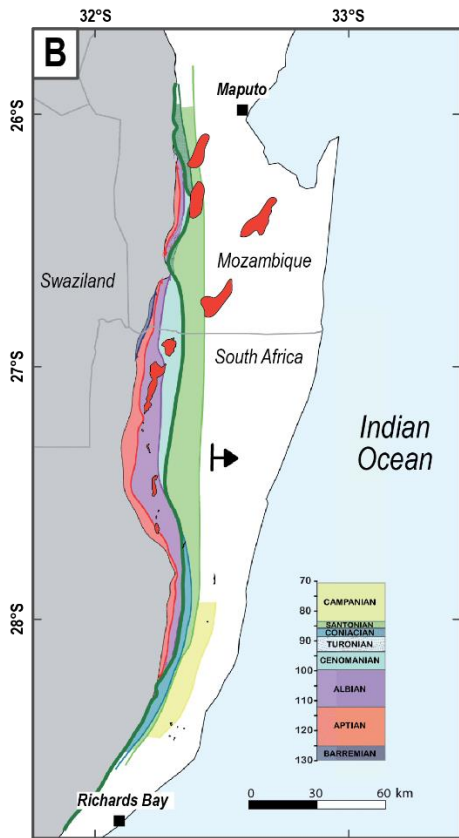 32°S
33°S
B
Maputo
26°S
Mozambique
Swaziland
South Africa
27°S
Indian
Ocean
70
CAMPANIAN
80
SANTONIAN
28°S
CONIACIAN
90
TURONIAN
CENOMANIAN
100
ALBIAN
110
APTIAN
120
BARREMIAN
130
0 30 60 km
Richards Bay